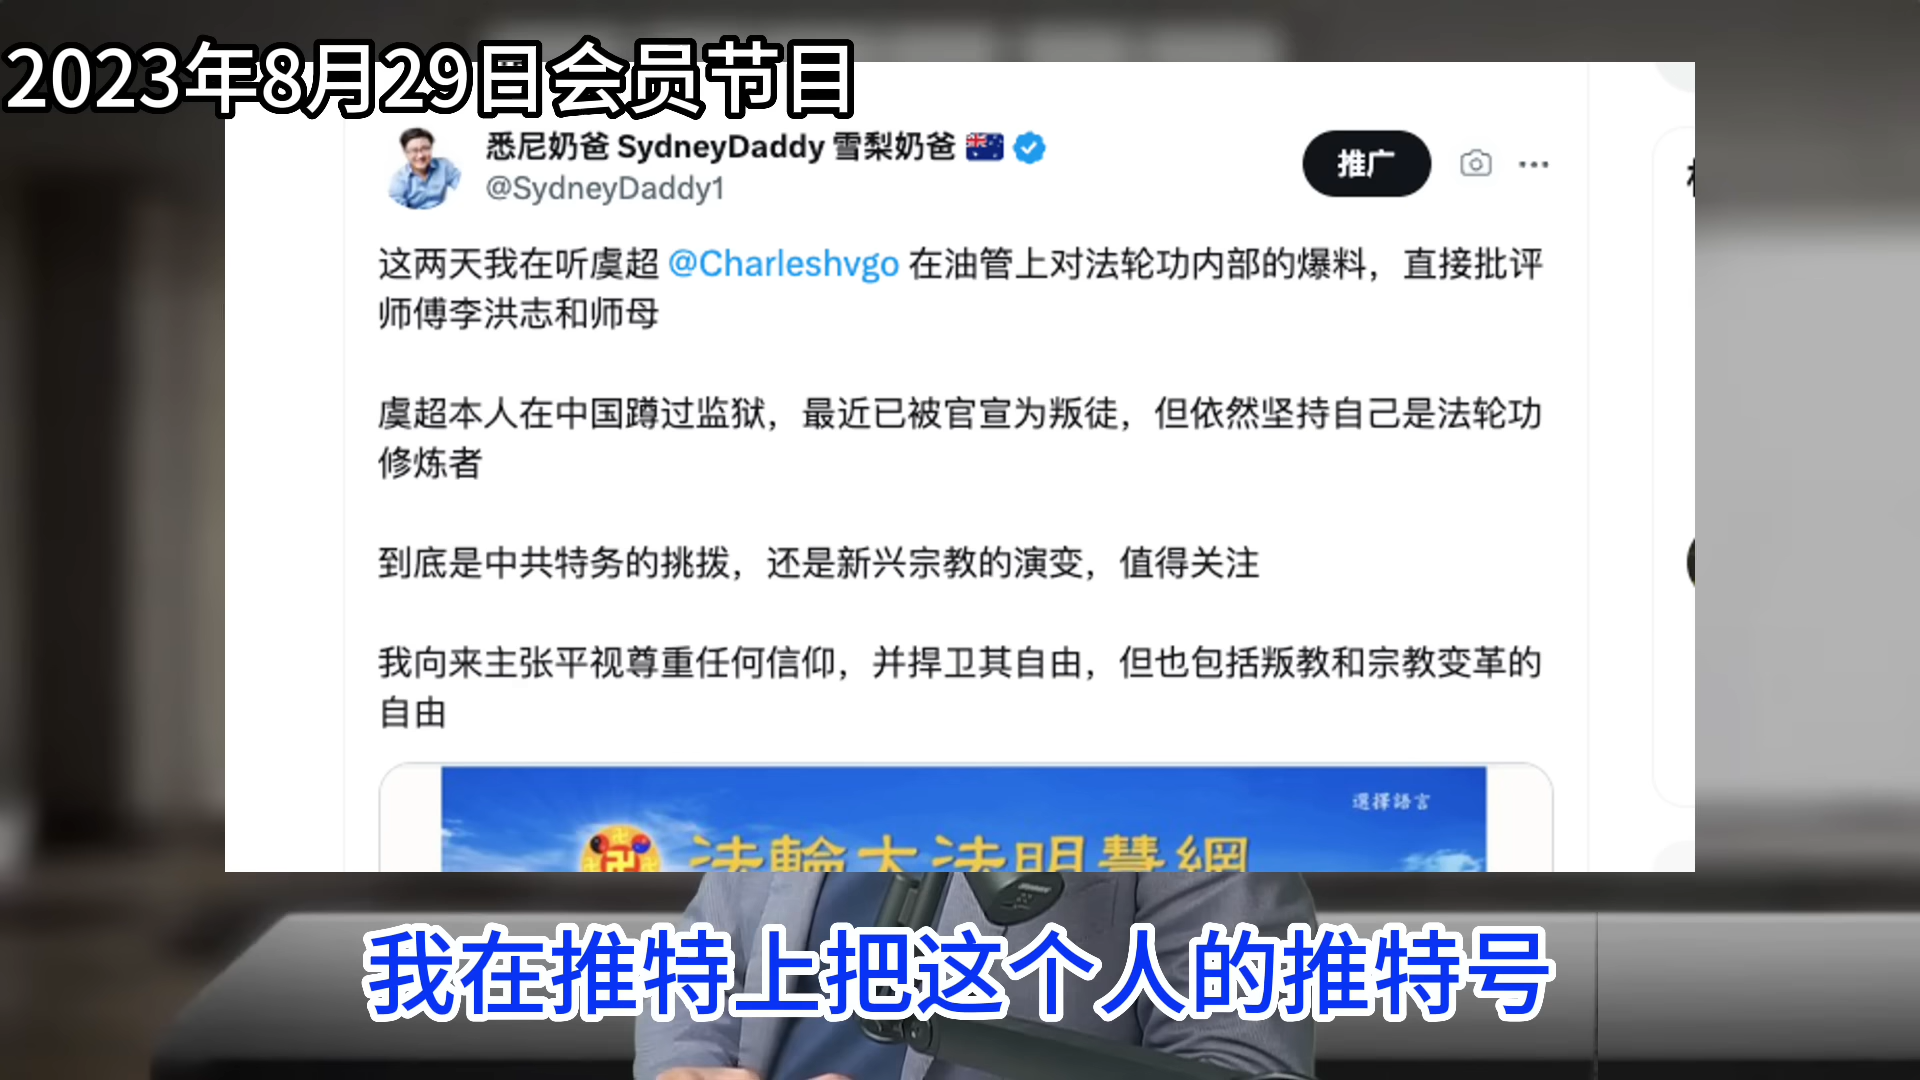 2023年8月29日会员节目
悉尼奶爸 SydneyDaddy 雪梨奶爸
@SydneyDaddy1
推广
这两天我在听虞超 @Charleshvgo 在油管上对法轮功内部的爆料，直接批评
师傅李洪志和师母
虞超本人在中国蹲过监狱，最近已被官宣为叛徒，但依然坚持自己是法轮功
修炼者
到底是中共特务的挑拨，还是新兴宗教的演变，值得关注
我向来主张平视尊重任何信仰，并捍卫其自由，但也包括叛教和宗教变革的
自由
選擇語言
法輪大法明慧網
我在推特上把这个人的推特号